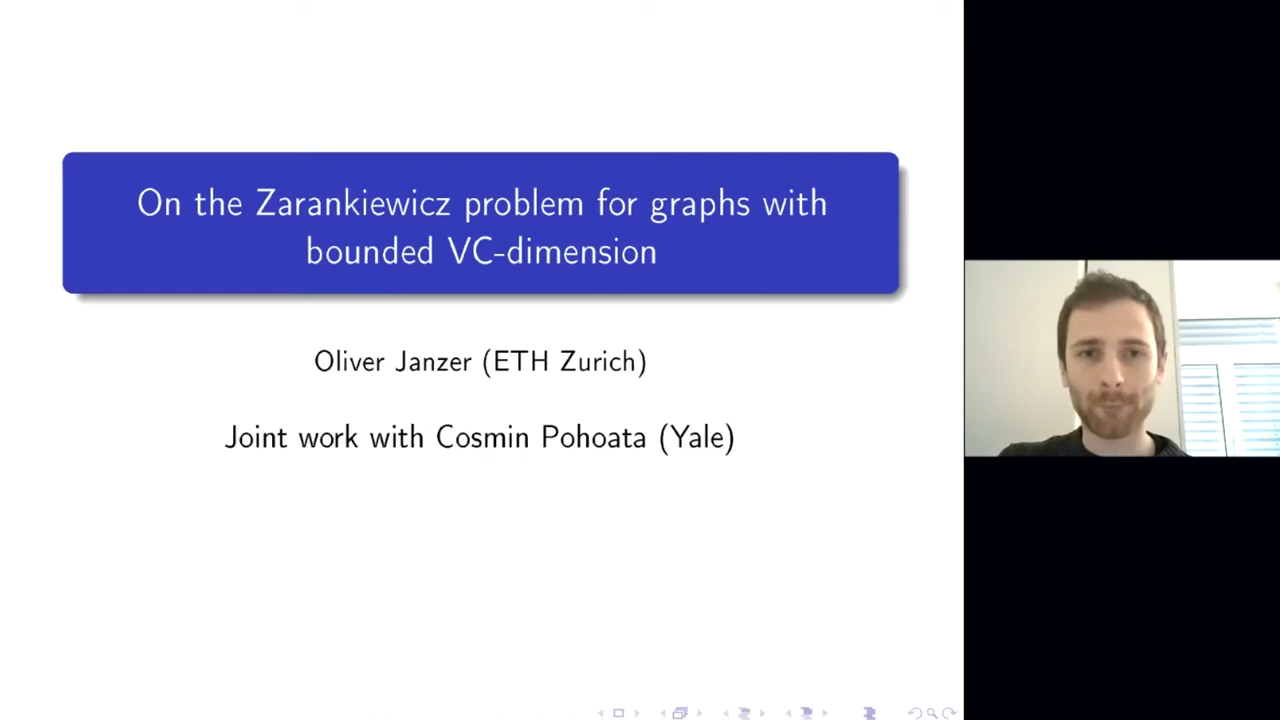 On the Zarankiewicz problem for graphs with
bounded VC-dimension
Oliver Janzer (ETH Zurich)
Joint work with Cosmin Pohoata (Yale)